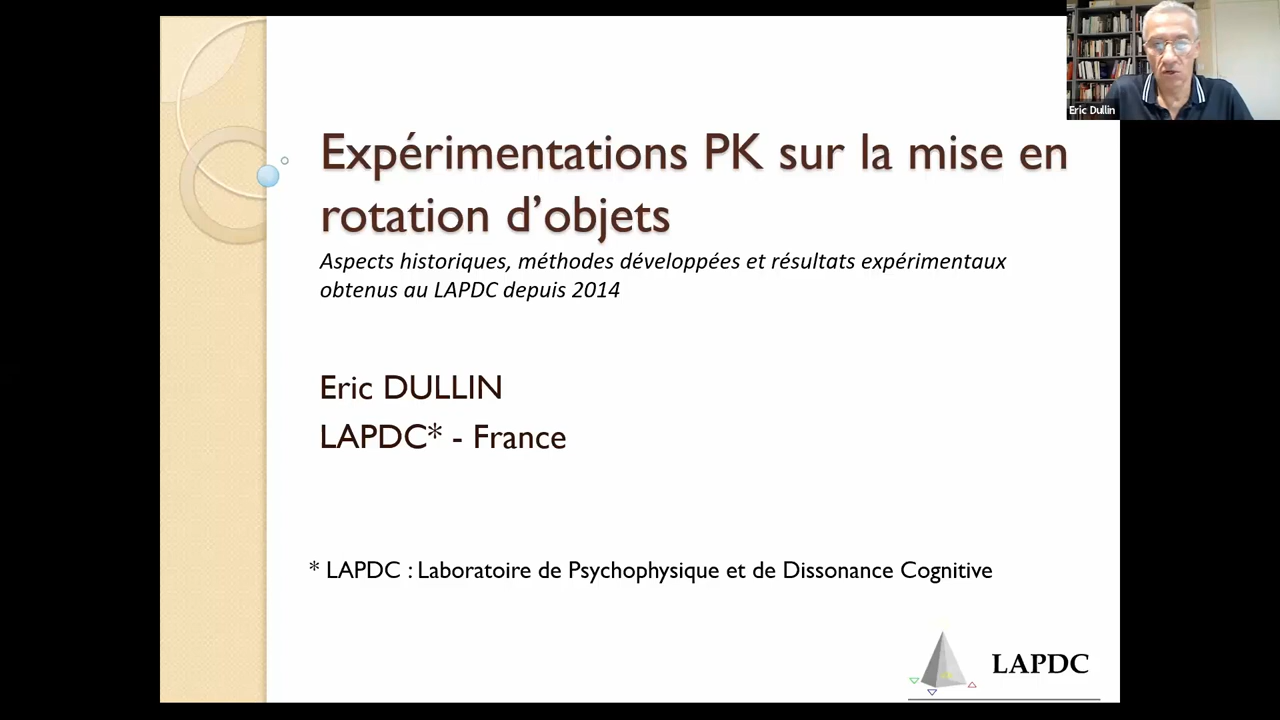 Expérimentations PK sur la mise en
rotation d’objets
Aspects historiques, méthodes développées et résultats expérimentaux
obtenus au LAPDC depuis 2014
Eric DULLIN
LAPDC* - France
* LAPDC : Laboratoire de Psychophysique et de Dissonance Cognitive
LAPDC
Eric Dullin